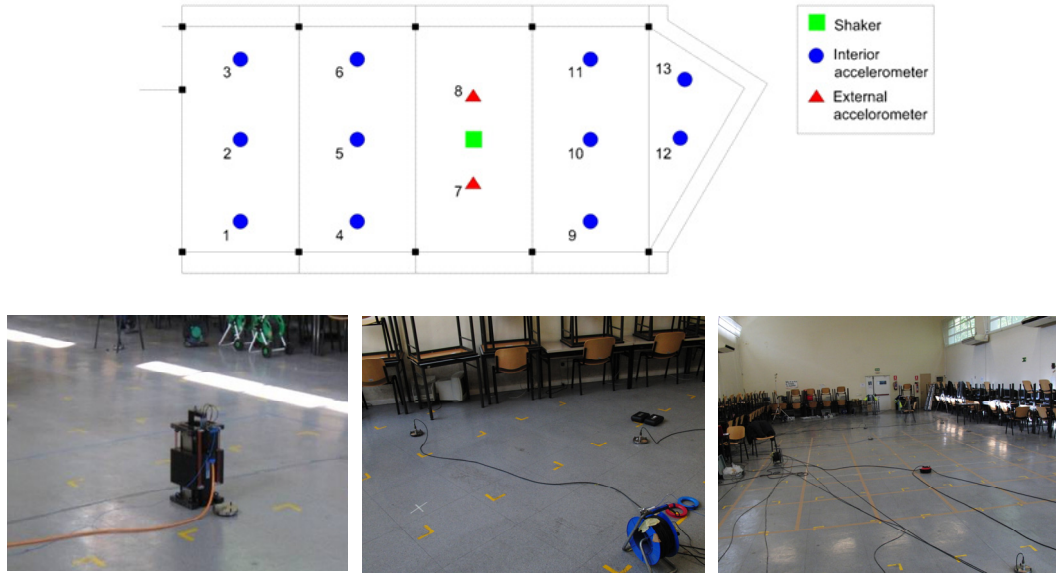 3
6
8
11
13
Shaker
Interior
accelerometer
External
accelorometer
2
5
10
12
7
1
4
9